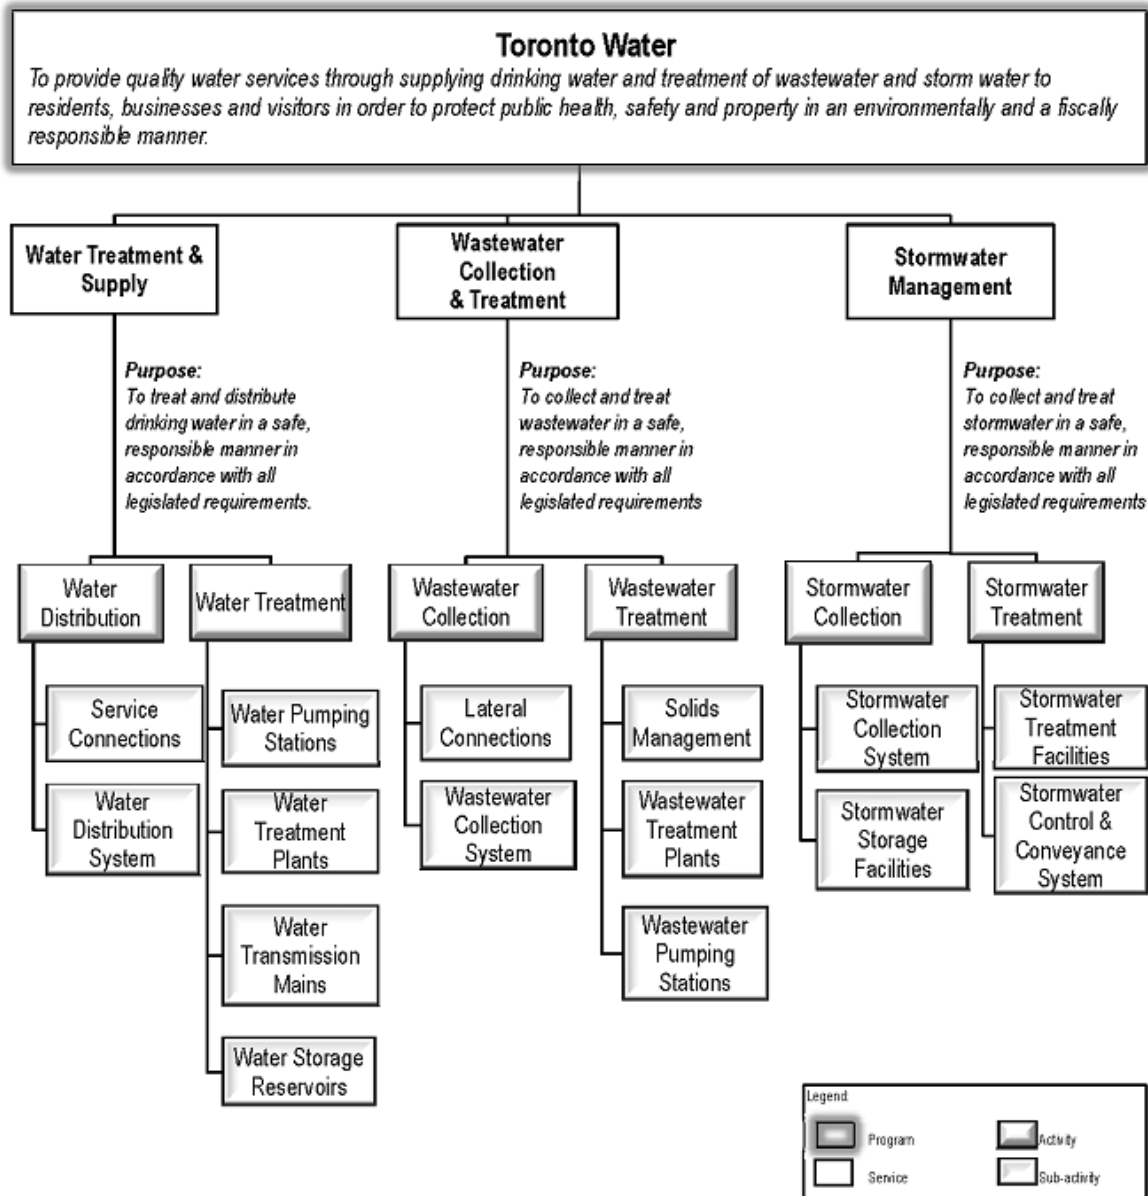 Toronto Water
To provide quality water services through supplying drinking water and treatment of wastewater and storm water to
residents, businesses and visitors in order to protect public health, safety and property in an environmentally and a fiscally
responsible manner.
Water Treatment &
Supply
Wastewater
Collection
& Treatment
Stormwater
Management
Purpose:
To treat and distribute
drinking water in a safe,
responsible manner in
accordance with all
legislated requirements.
Purpose:
To collect and treat
wastewater in a safe,
responsible manner in
accordance with all
legislated requirements
Purpose:
To collect and treat
stormwater in a safe,
responsible manner in
accordance with all
legislated requirements
Water
Distribution
Water Treatment
Wastewater
Collection
Wastewater
Treatment
Stormwater
Collection
Stormwater
Treatment
Service
Connections
Water Distribution
System
Water Pumping
Stations
Water
Treatment
Plants
Water
Transmission
Mains
Water Storage
Reservoirs
Lateral
Connections
Wastewater
Collection
System
Solids
Management
Wastewater
Treatment
Plants
Wastewater
Pumping
Stations
Stormwater
Collection
System
Stormwater
Storage
Facilities
Stormwater
Treatment
Facilities
Stormwater
Control &
Conveyance
System
Legend:
Program
Activity
Service
Sub-activity